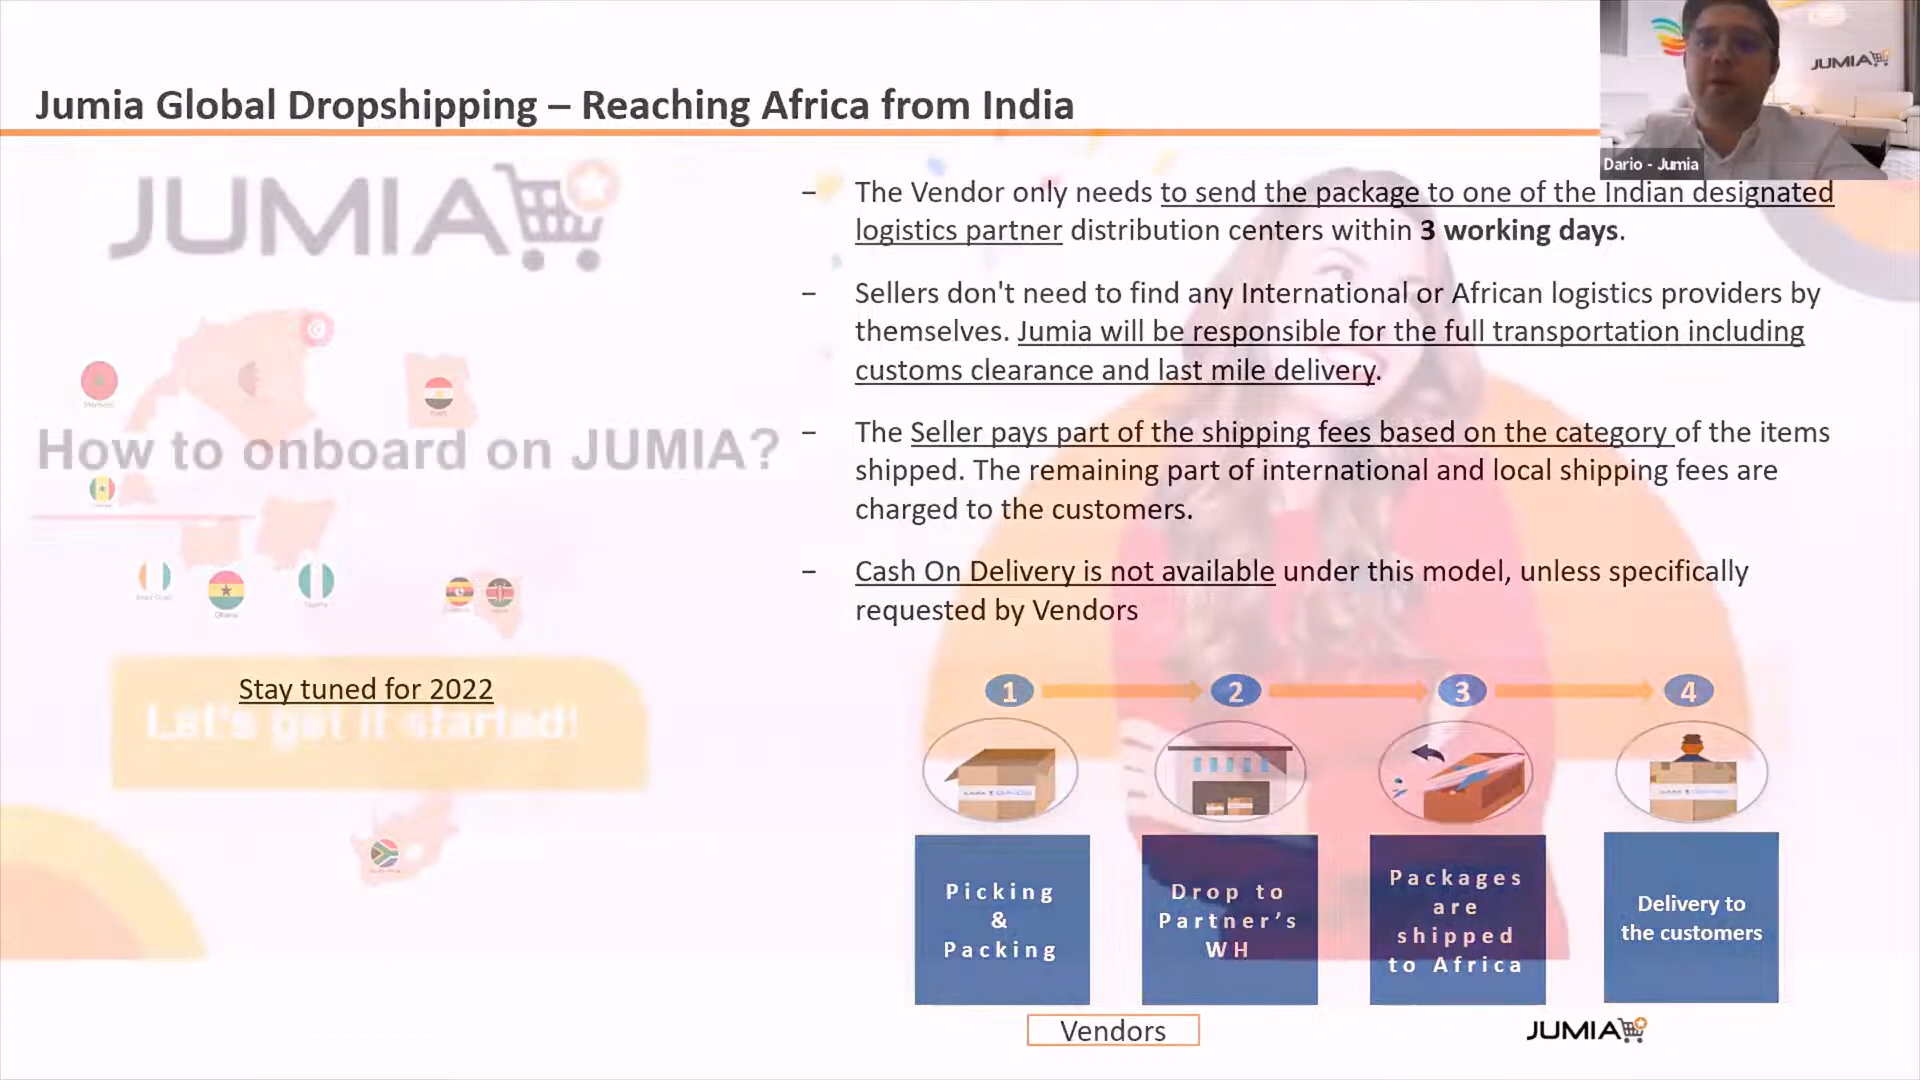 Jumia Global Dropshipping – Reaching Africa from India
JUMIA
Dario - Jumia
JUMIA
– The Vendor only needs to send the package to one of the Indian designated
logistics partner distribution centers within 3 working days.
– Sellers don't need to find any International or African logistics providers by
themselves. Jumia will be responsible for the full transportation including
customs clearance and last mile delivery.
How to onboard on JUMIA?
– The Seller pays part of the shipping fees based on the category of the items
shipped. The remaining part of international and local shipping fees are
charged to the customers.
– Cash On Delivery is not available under this model, unless specifically
requested by Vendors
Morocco
Ghana
Stay tuned for 2022
Let's get it started!
1
2
3
4
Picking
&
Packing
Drop to
Partner’s
WH
Packages
are
shipped
to Africa
Delivery to
the customers
Vendors
JUMIA